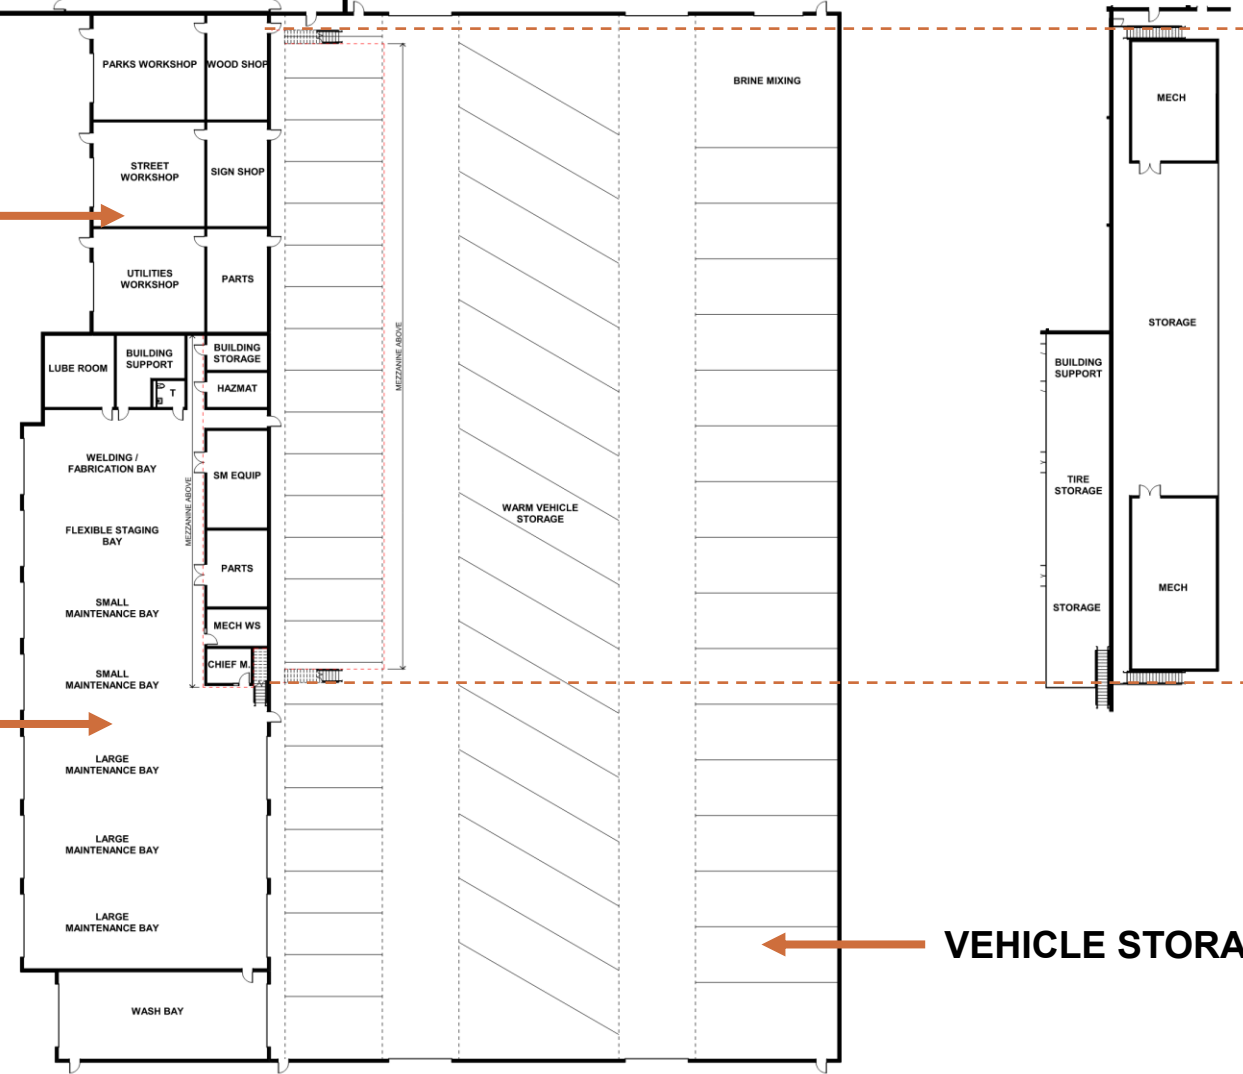 PARKS WORKSHOP
WOOD SHOP
BRINE MIXING
MECH
STREET
WORKSHOP
SIGN SHOP
UTILITIES
WORKSHOP
PARTS
STORAGE
LUBE ROOM
BUILDING
SUPPORT
T
BUILDING
STORAGE
HAZMAT
MEZZANINE ABOVE
BUILDING
SUPPORT
WELDING /
FABRICATION BAY
SM EQUIP
MEZZANINE ABOVE
TIRE
STORAGE
FLEXIBLE STAGING
BAY
WARM VEHICLE
STORAGE
PARTS
MECH
SMALL
MAINTENANCE BAY
MECH WS
STORAGE
CHIEF M.
SMALL
MAINTENANCE BAY
LARGE
MAINTENANCE BAY
LARGE
MAINTENANCE BAY
LARGE
MAINTENANCE BAY
VEHICLE STORA
WASH BAY